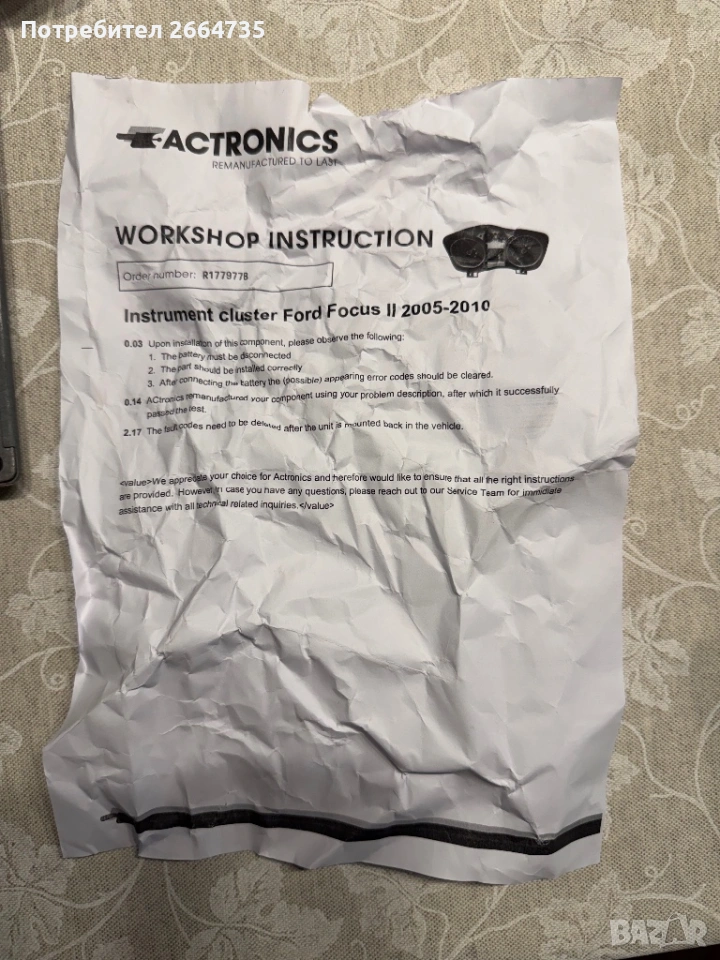 Потребител 2664735
ACTRONICS
REMANUFACTURED TO LAST
WORKSHOP INSTRUCTION
Order number: R177977B
Instrument cluster Ford Focus II 2005-2010
0.03 Upon installation of this component, please observe the following:
1. The battery must be disconnected
2. The part should be installed correctly
3. After connecting the battery the (possible) appearing error codes should be cleared.
0.14 ACtronics remanufactured your component using your problem description, after which it successfully
passed the test.
2.17 The fault codes need to be deleted after the unit is mounted back in the vehicle.
<value>We appreciate your choice for Actronics and herefore would like to ensure that all the right instructions
are provided. However, in case you have any questions, please reach out to our Service Team for immidiate
assistance with all technical related inquiries.</value>
BAZAR